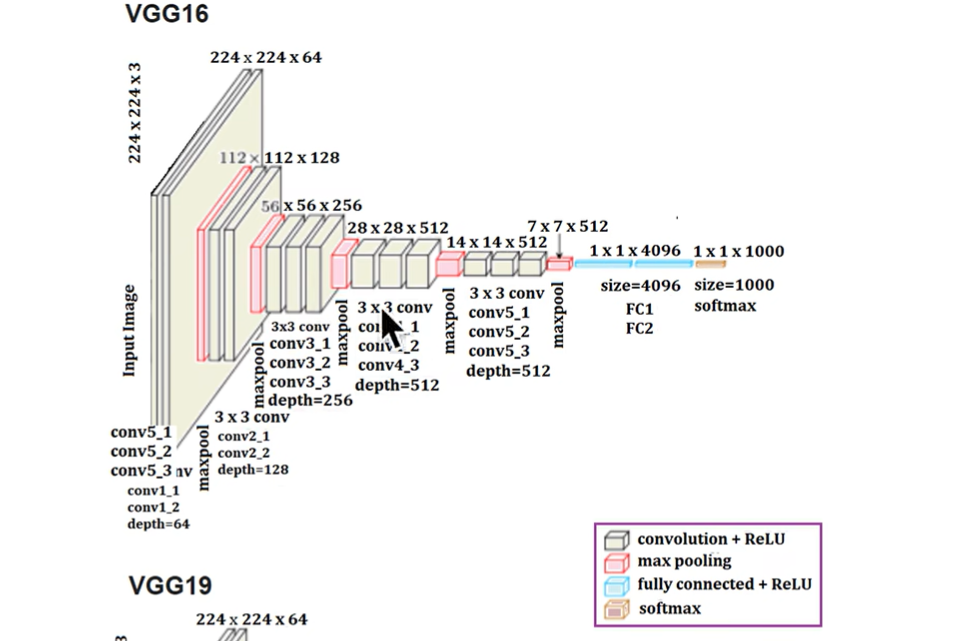 VGG16
224 x 224 x 3
224 x 224 x 64
112 x 112 x 128
56 x 56 x 256
28 x 28 x 512
14 x 14 x 512
7 x 7 x 512
1 x 1 x 4096
1 x 1 x 1000
size=4096
FC1
FC2
size=1000
softmax
Input Image
conv5_1
conv5_2
conv5_3
conv1_1
conv1_2
depth=64
maxpool
3 x 3 conv
conv2_1
conv2_2
depth=128
maxpool
3x3 conv
conv3_1
conv3_2
conv3_3
depth=256
maxpool
3 x 3 conv
conv4_3
depth=512
maxpool
3 x 3 conv
conv5_1
conv5_2
conv5_3
depth=512
maxpool
convolution + ReLU
max pooling
fully connected + ReLU
softmax
VGG19
224 x 224 x 64